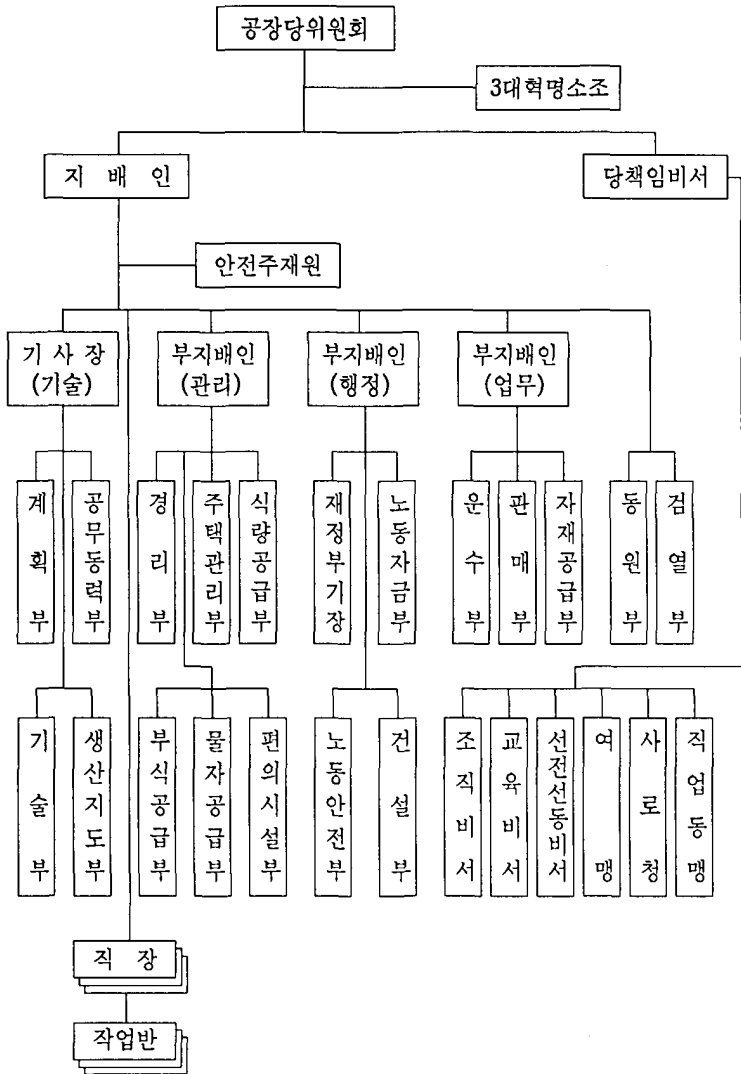 공장당위원회
3대혁명소조
지 배 인
당책임비서
안전주재원
기 사 장
(기술)
부지배인
(관리)
부지배인
(행정)
부지배인
(업무)
계획부
공무동력부
경리부
주택관리부
식량공급부
재정부기장
노동자금부
운수부
판매부
자재공급부
동원부
검열부
기술부
생산지도부
부식공급부
물자공급부
편의시설부
노동안전부
건설부
조직비서
교육비서
선전선동비서
여맹
사로청
직업동맹
직 장
작업반